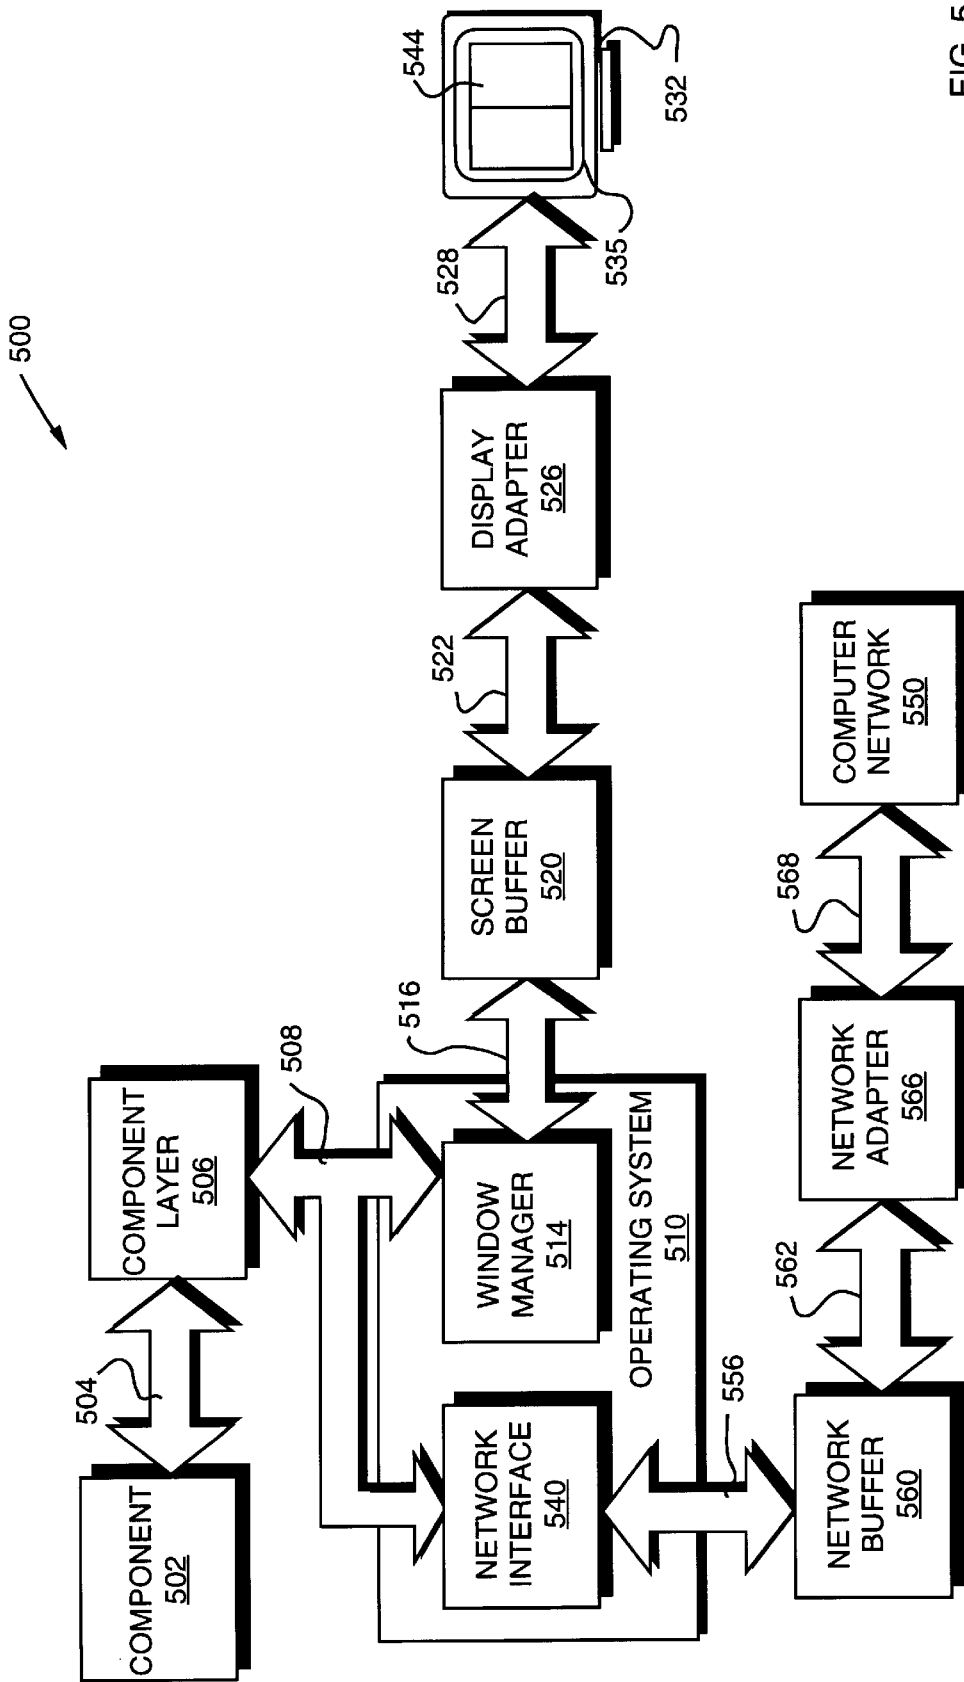 500
COMPONENT
502
504
COMPONENT
LAYER
506
508
NETWORK
INTERFACE
540
WINDOW
MANAGER
514
OPERATING SYSTEM
510
516
SCREEN
BUFFER
520
522
DISPLAY
ADAPTER
526
528
544
535
532
556
NETWORK
BUFFER
560
562
NETWORK
ADAPTER
566
568
COMPUTER
NETWORK
550
FIG. 5